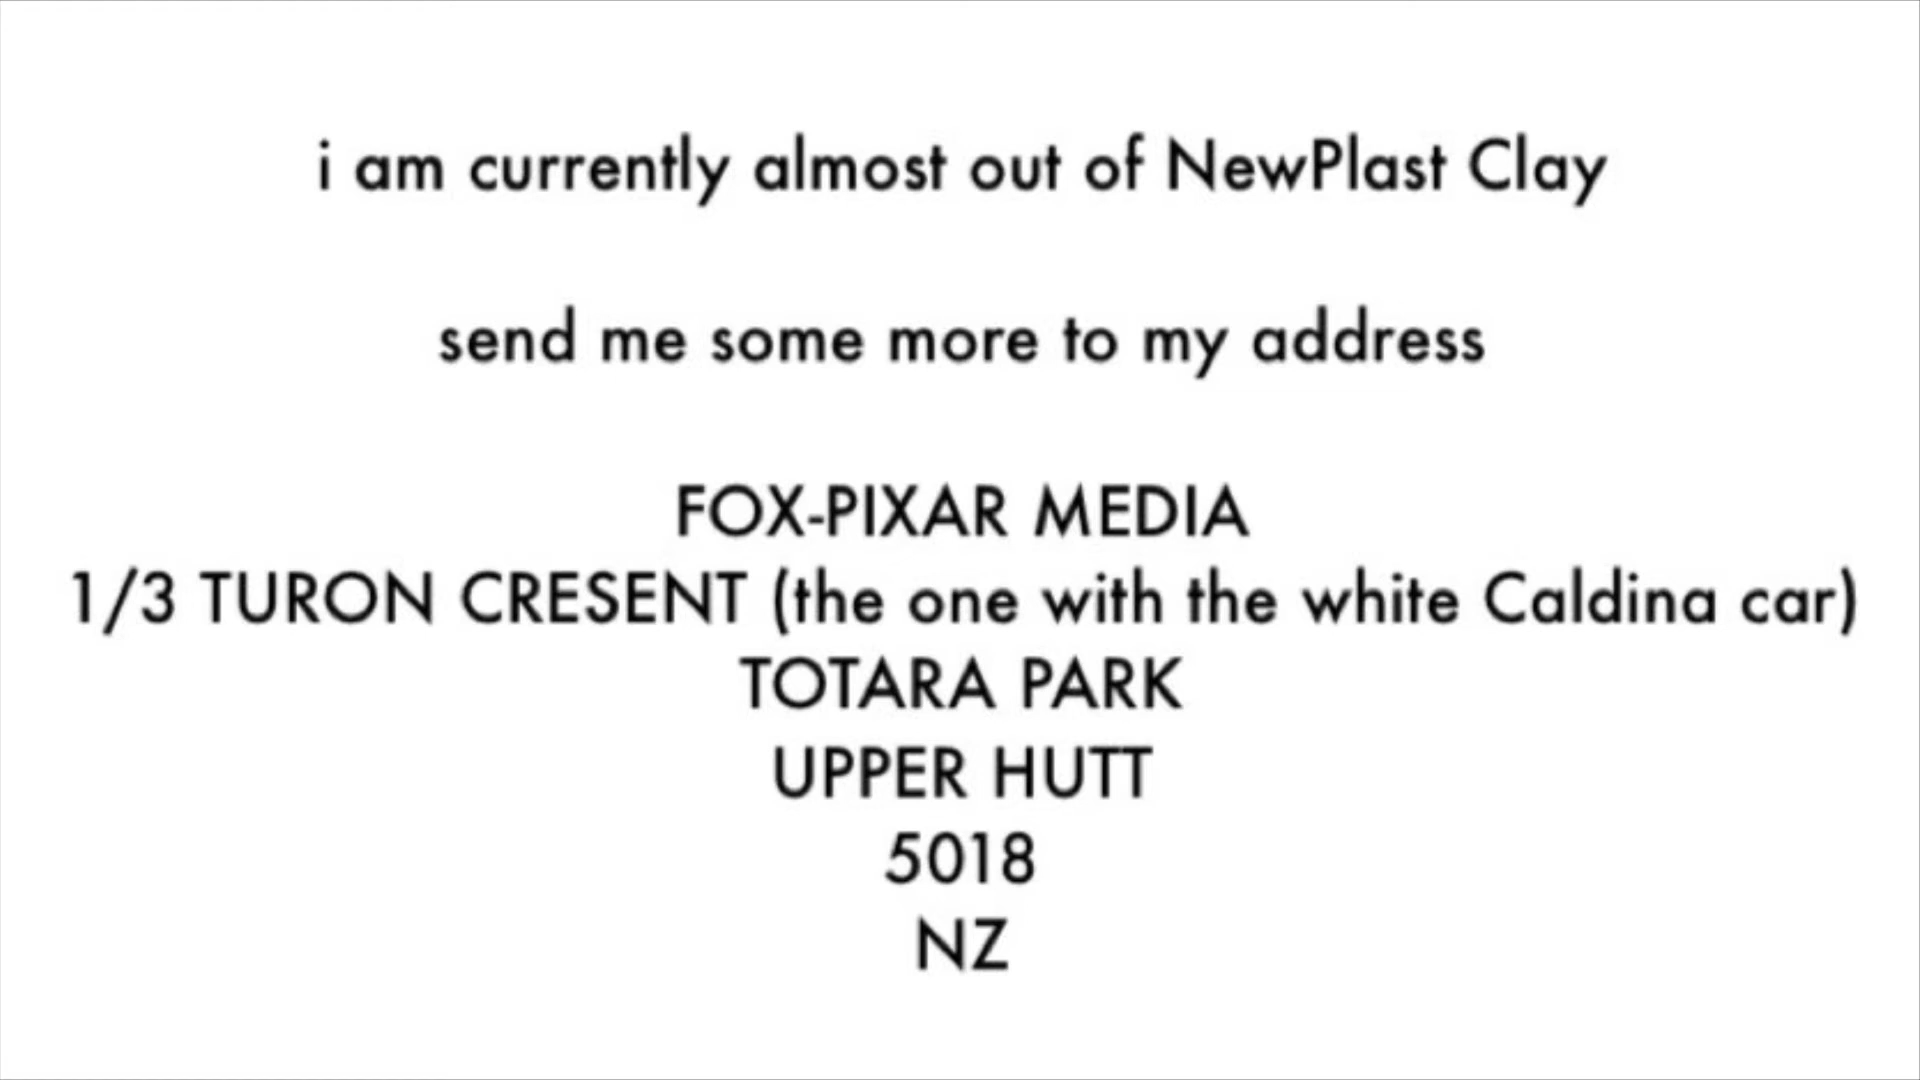 i am currently almost out of NewPlast Clay
send me some more to my address
FOX-PIXAR MEDIA
1/3 TURON CRESENT (the one with the white Caldina car)
TOTARA PARK
UPPER HUTT
5018
NZ